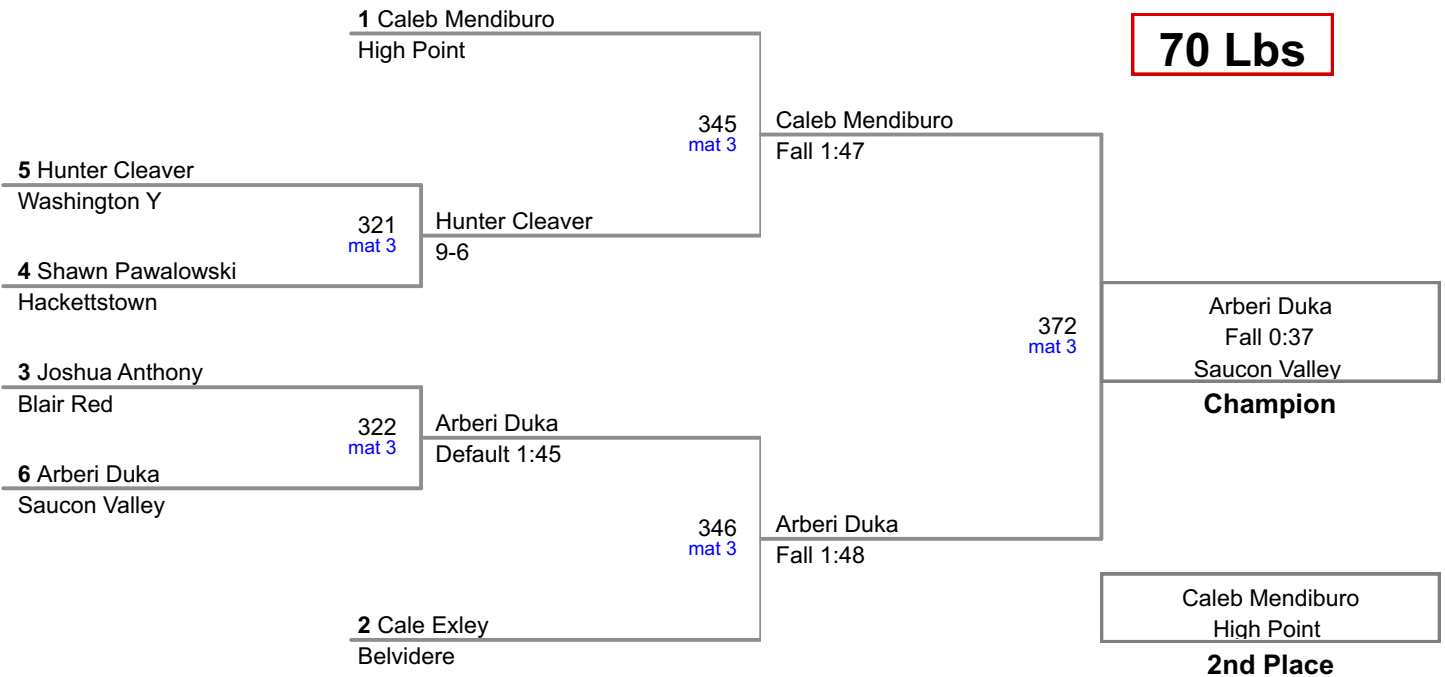 1 Caleb Mendiburo
High Point
70 Lbs
345
mat 3
Caleb Mendiburo
Fall 1:47
5 Hunter Cleaver
Washington Y
321
mat 3
Hunter Cleaver
9-6
4 Shawn Pawalowski
Hackettstown
372
mat 3
Arberi Duka
Fall 0:37
Saucon Valley
Champion
3 Joshua Anthony
Blair Red
322
mat 3
Arberi Duka
Default 1:45
6 Arberi Duka
Saucon Valley
346
mat 3
Arberi Duka
Fall 1:48
2 Cale Exley
Belvidere
Caleb Mendiburo
High Point
2nd Place